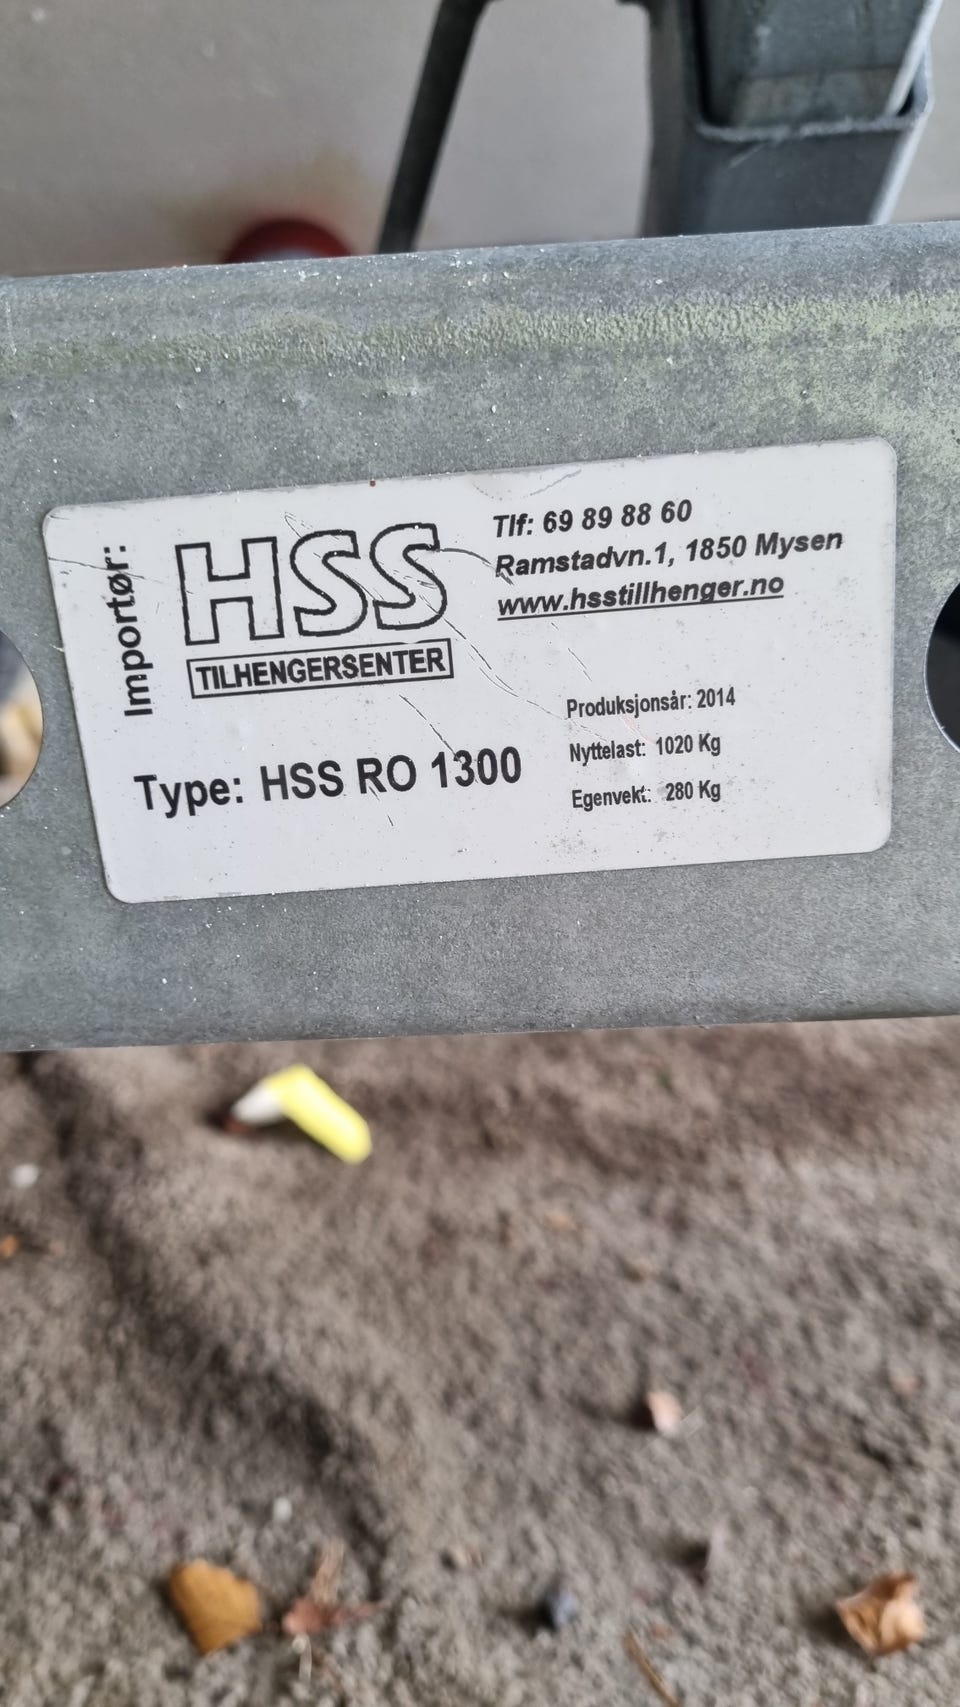 Importør:
HSS
TILHENGERSENTER
Tlf: 69 89 88 60
Ramstadvn.1, 1850 Mysen
www.hsstillhenger.no
Type: HSS RO 1300
Produksjonsår: 2014
Nyttelast: 1020 Kg
Egenvekt: 280 Kg